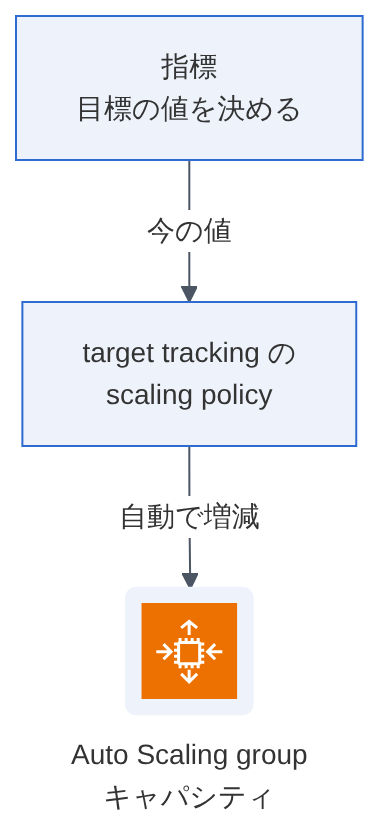 指標
目標の値を決める
今の値
target tracking の
scaling policy
自動で増減
Auto Scaling group
キャパシティ